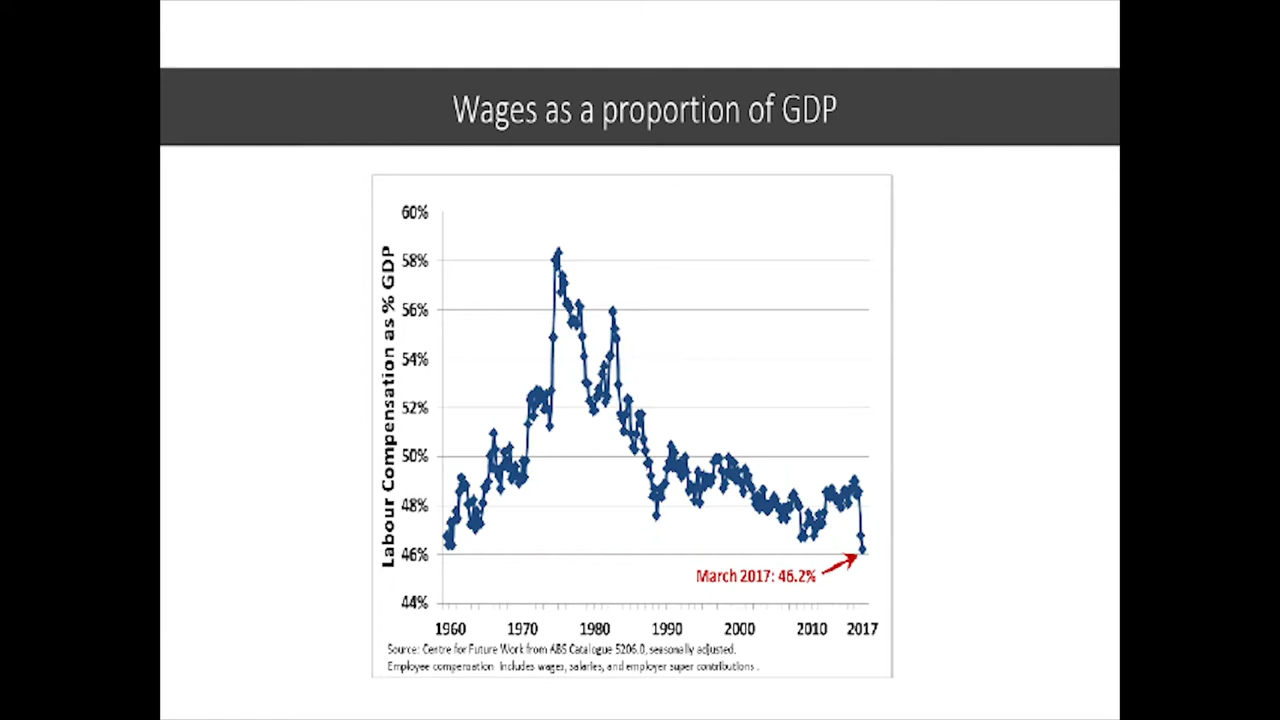 Wages as a proportion of GDP
60%
58%
56%
54%
52%
50%
48%
46%
44%
Labour Compensation as % GDP
March 2017: 46.2%
1960 1970 1980 1990 2000 2010 2017
Source: Centre for Future Work from ABS Catalogue 5206.0, seasonally adjusted.
Employee compensation includes wages, salaries, and employer super contributions .